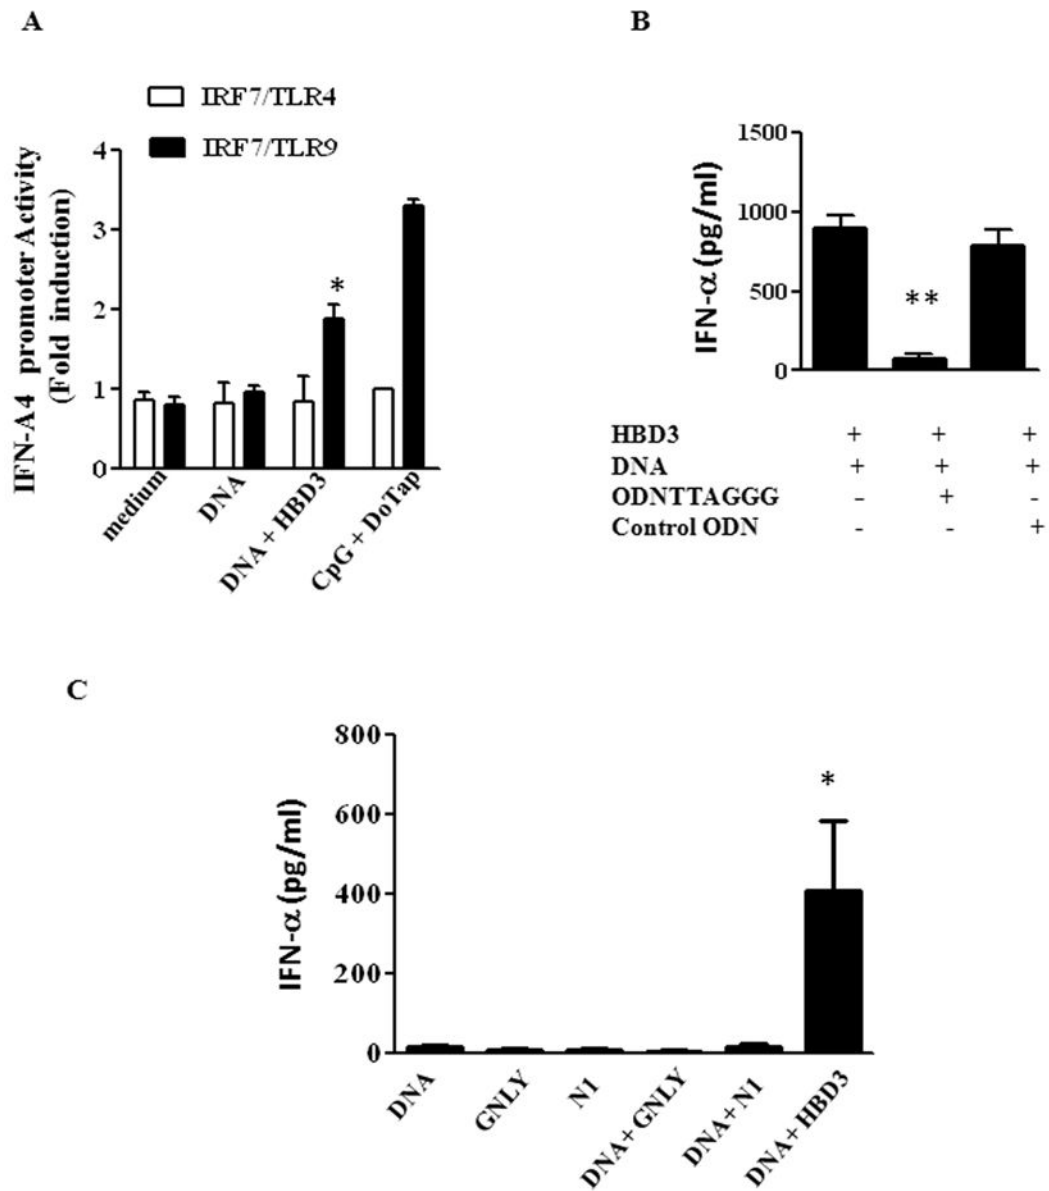 A
B
IRF7/TLR4
IRF7/TLR9
IFN-A4 promoter Activity
(Fold induction)
4
3
2
1
0
*
medium
DNA
DNA + HBD3
CpG + DoTap
IFN-α (pg/ml)
1500
1000
500
0
**
HBD3 + + +
DNA + + +
ODNTTAGGG - + -
Control ODN - - +
C
IFN-α (pg/ml)
800
600
400
200
0
*
DNA
GNLY
N1
DNA+ GNLY
DNA+ N1
DNA+ HBD3